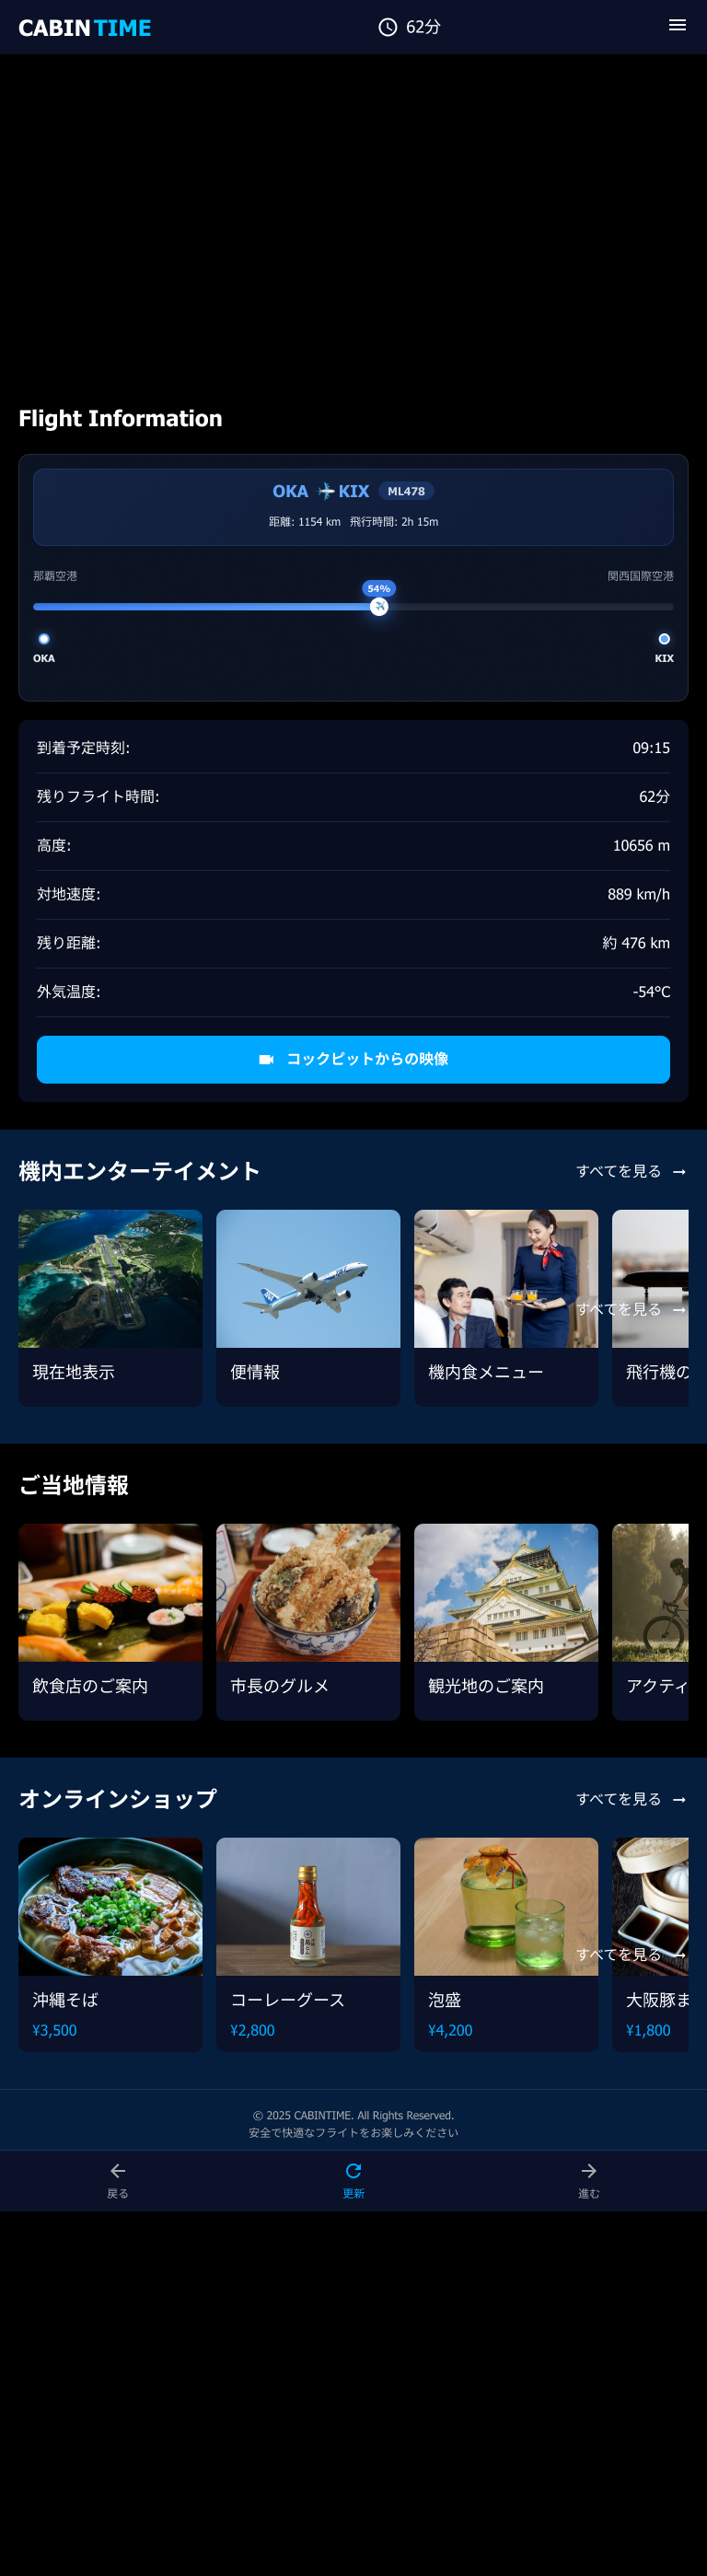 CABINTIME 62分
Flight Information
OKA ✈ KIX ML478
距離: 1154 km 飛行時間: 2h 15m
那覇空港 関西国際空港
54%
OKA KIX
到着予定時刻: 09:15
残りフライト時間: 62分
高度: 10656 m
対地速度: 889 km/h
残り距離: 約 476 km
外気温度: -54°C
コックピットからの映像
機内エンターテイメント すべてを見る →
すべてを見る →
現在地表示 便情報 機内食メニュー 飛行機の
ご当地情報
飲食店のご案内 市長のグルメ 観光地のご案内 アクティ
オンラインショップ すべてを見る →
すべてを見る →
沖縄そば コーレーグース 泡盛 大阪豚ま
¥3,500 ¥2,800 ¥4,200 ¥1,800
© 2025 CABINTIME. All Rights Reserved.
安全で快適なフライトをお楽しみください
戻る 更新 進む